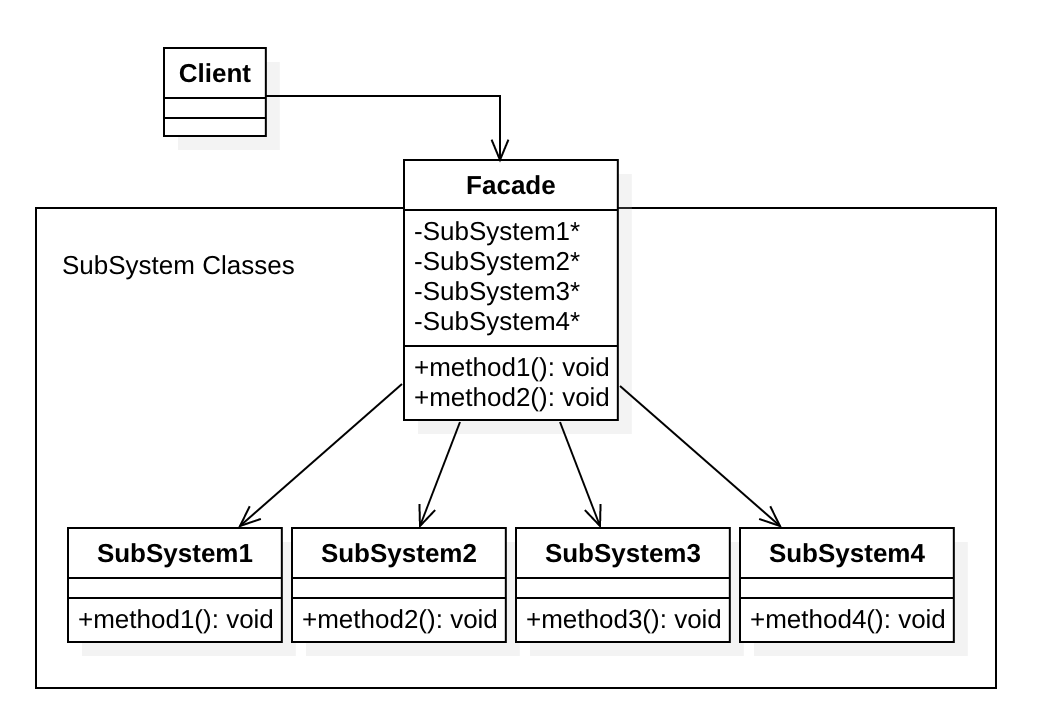 Client
Facade
-SubSystem1*
-SubSystem2*
-SubSystem3*
-SubSystem4*
+method1(): void
+method2(): void
SubSystem Classes
SubSystem1
+method1(): void
SubSystem2
+method2(): void
SubSystem3
+method3(): void
SubSystem4
+method4(): void